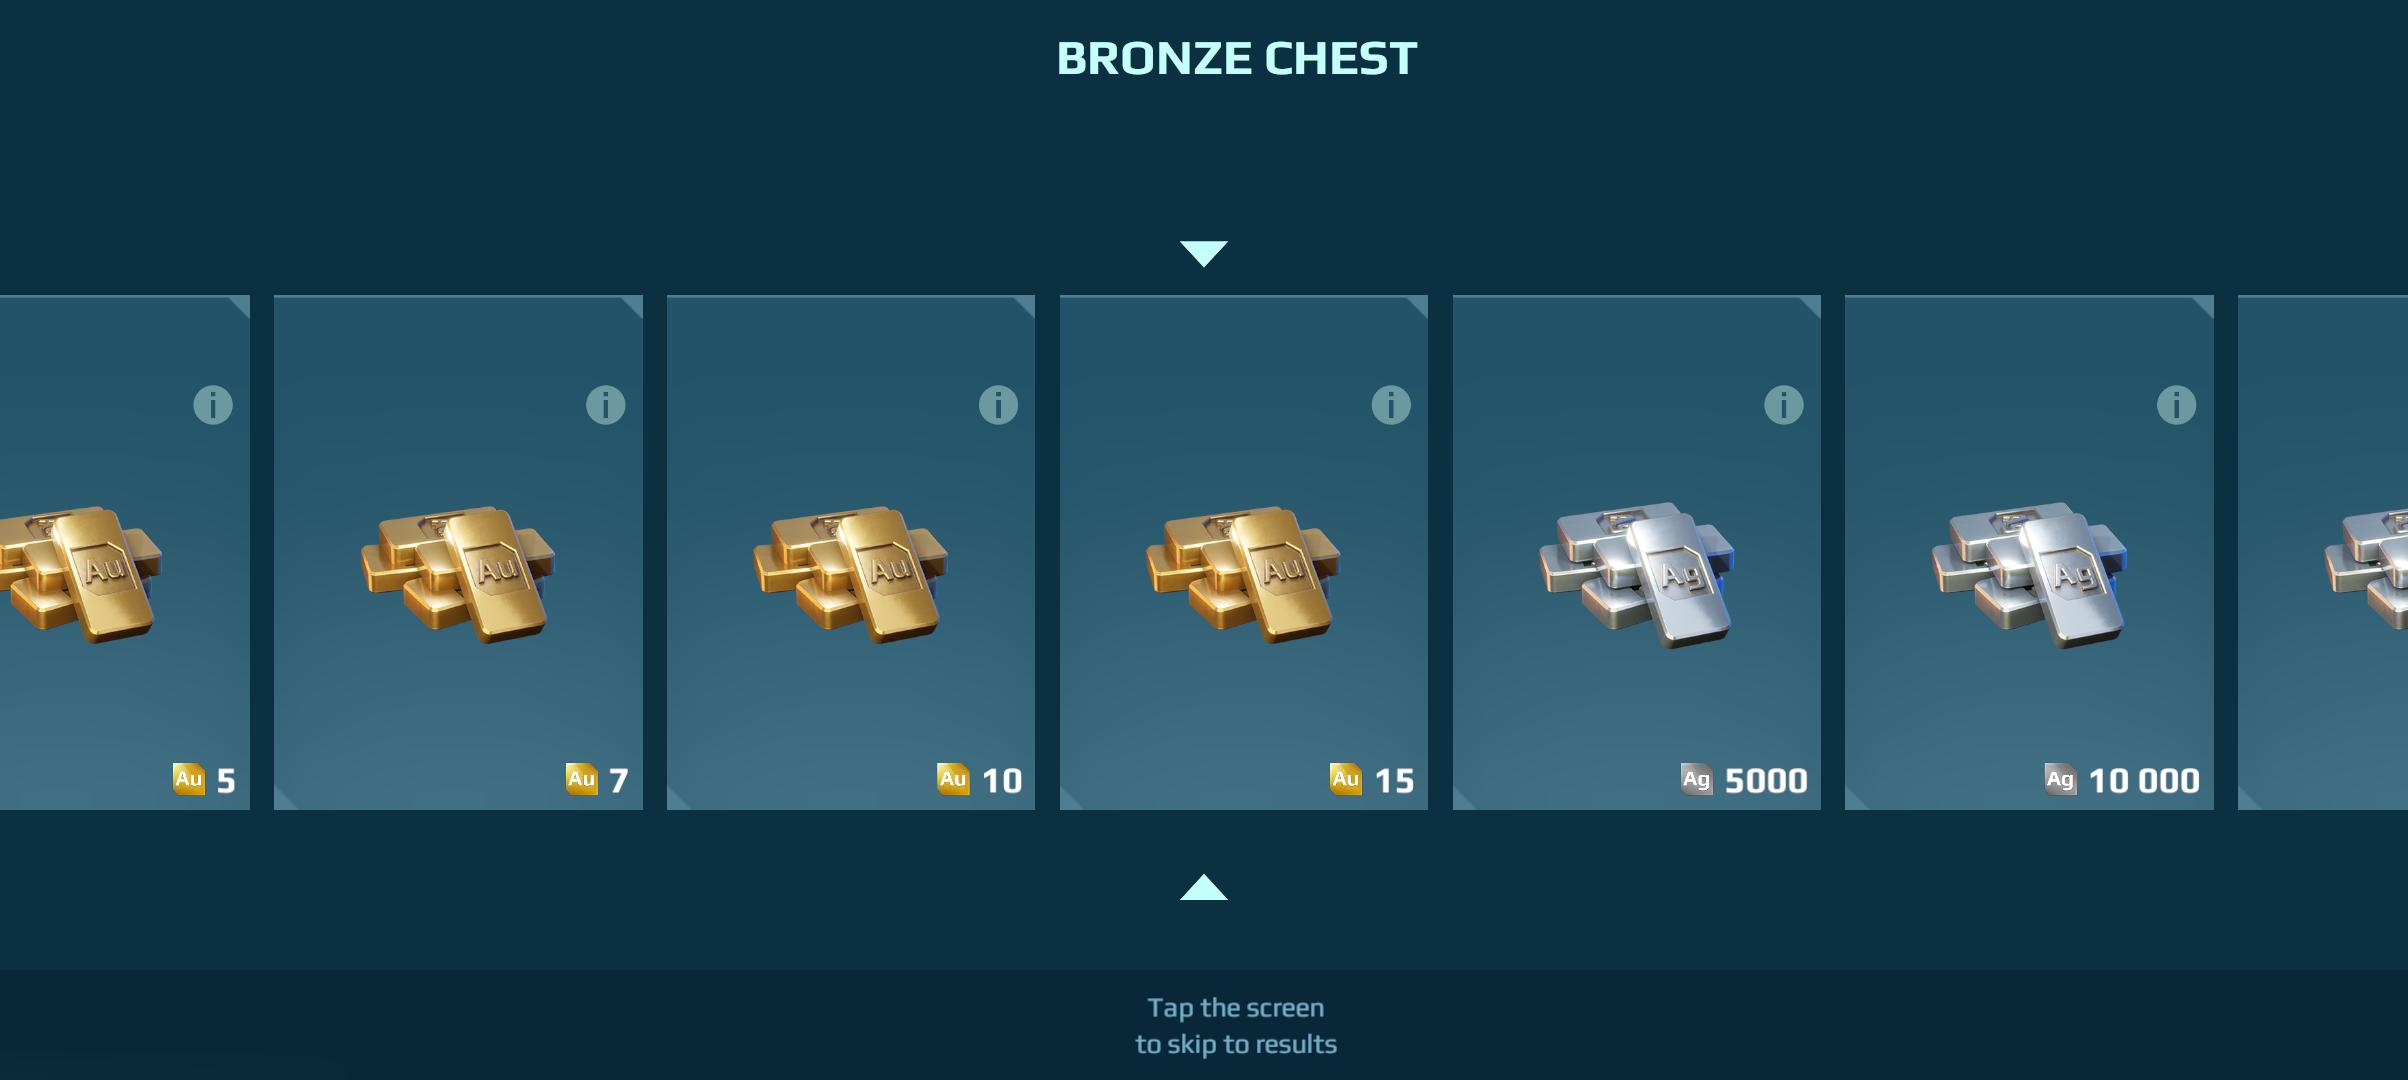 BRONZE CHEST
i
i
i
i
i
i
Au
Au
Au
Au
Ag
Ag
Au 5
Au 7
Au 10
Au 15
Ag 5000
Ag 10 000
Tap the screen
to skip to results